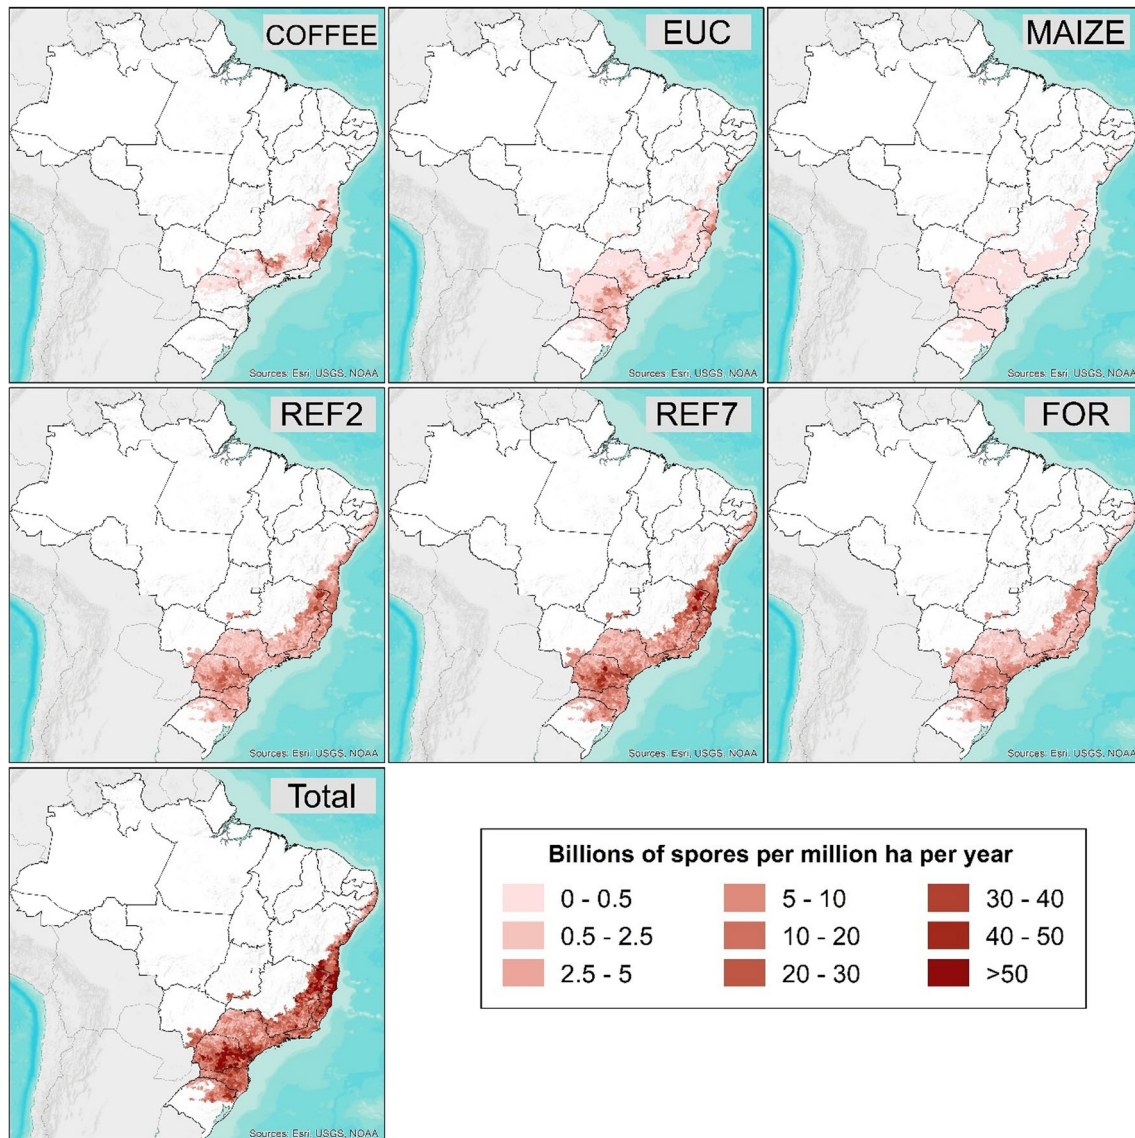 COFFEE
EUC
MAIZE
Sources: Esri, USGS, NOAA
Sources: Esri, USGS, NOAA
Sources: Esri, USGS, NOAA
REF2
REF7
FOR
Sources: Esri, USGS, NOAA
Sources: Esri, USGS, NOAA
Sources: Esri, USGS, NOAA
Total
Sources: Esri, USGS, NOAA
Billions of spores per million ha per year
0 - 0.5
5 - 10
30 - 40
0.5 - 2.5
10 - 20
40 - 50
2.5 - 5
20 - 30
>50